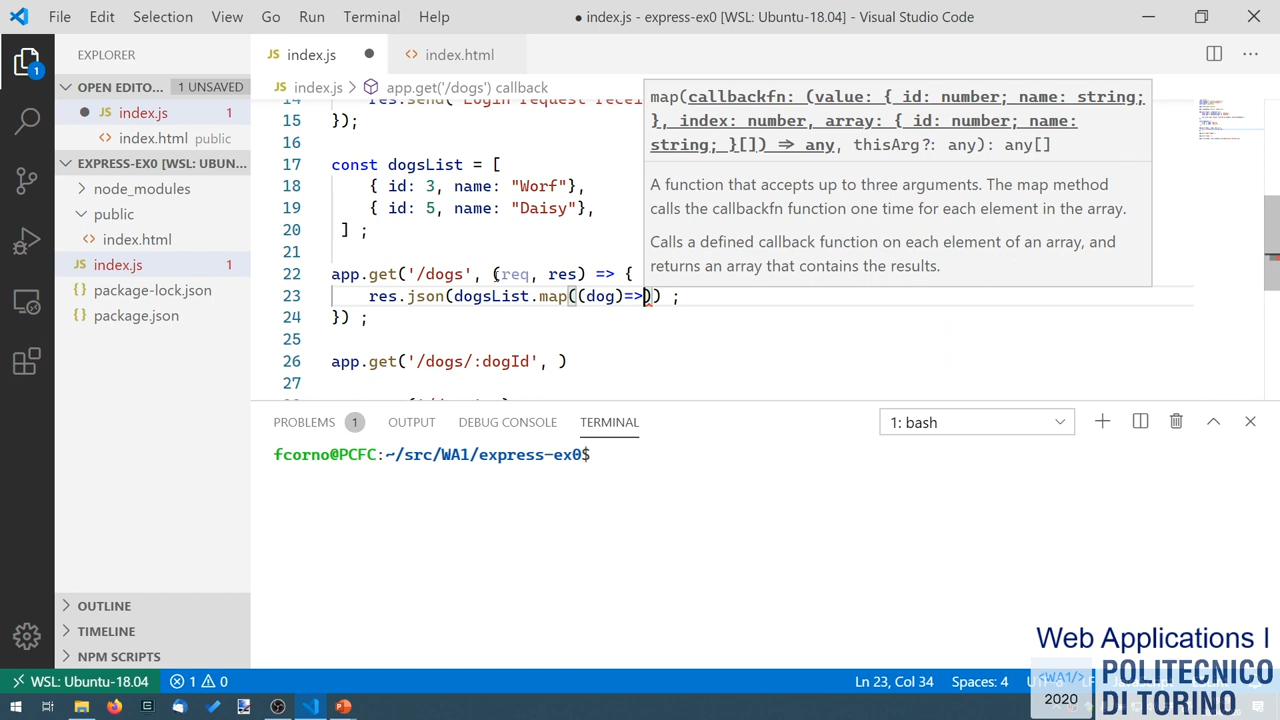 File Edit Selection View Go Run Terminal Help
● index.js - express-ex0 [WSL: Ubuntu-18.04] - Visual Studio Code
EXPLORER
OPEN EDITO... 1 UNSAVED
● JS index.js 1
<> index.html public
EXPRESS-EX0 [WSL: UBUN...
node_modules
public
<> index.html
JS index.js 1
package-lock.json
package.json
OUTLINE
TIMELINE
NPM SCRIPTS
1
JS index.js ● <> index.html
JS index.js > app.get('/dogs') callback
15 });
16
17 const dogsList = [
18 { id: 3, name: "Worf"},
19 { id: 5, name: "Daisy"},
20 ] ;
21
22 app.get('/dogs', (req, res) => {
23 res.json(dogsList.map((dog)=>)) ;
24 }) ;
25
26 app.get('/dogs/:dogId', )
27
map(callbackfn: (value: { id: number; name: string;
}, index: number, array: { id: number; name:
string; }[]) => any, thisArg?: any): any[]
A function that accepts up to three arguments. The map method
calls the callbackfn function one time for each element in the array.
Calls a defined callback function on each element of an array, and
returns an array that contains the results.
PROBLEMS 1 OUTPUT DEBUG CONSOLE TERMINAL
1: bash
fcorno@PCFC:~/src/WA1/express-ex0$
WSL: Ubuntu-18.04 1 0
Ln 23, Col 34 Spaces: 4
Web Applications I
<WA1/>
2020
POLITECNICO
DI TORINO